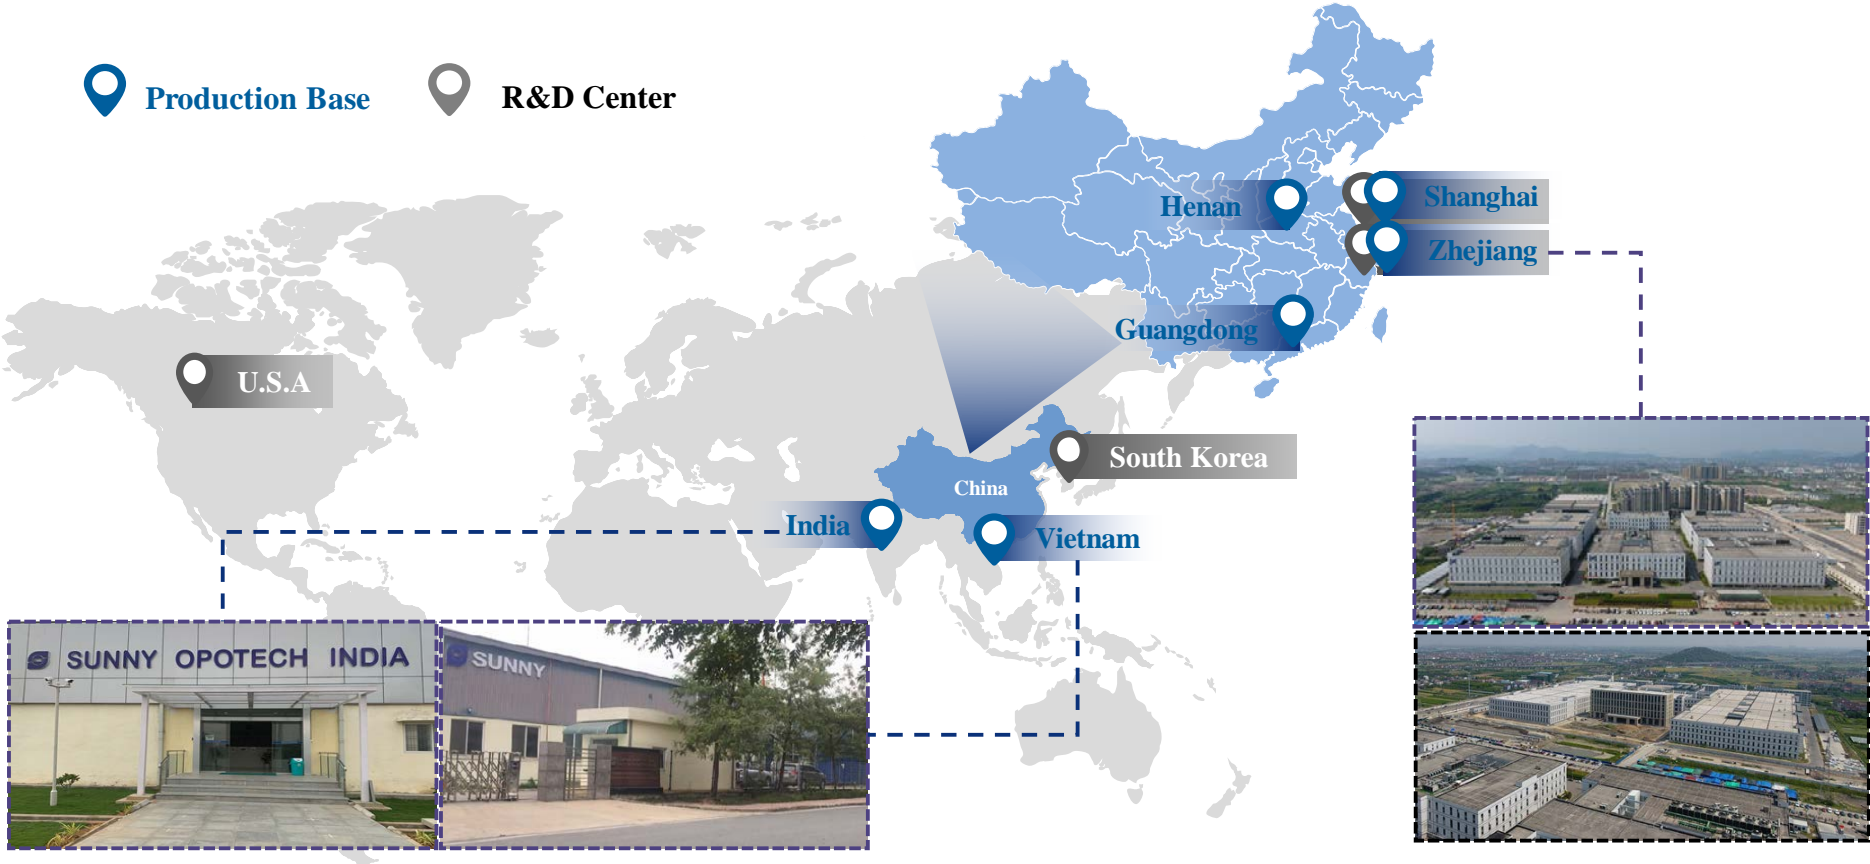 Production Base
R&D Center
Henan
Shanghai
Zhejiang
Guangdong
U.S.A
South Korea
China
India
Vietnam
SUNNY OPOTECH INDIA
SUNNY